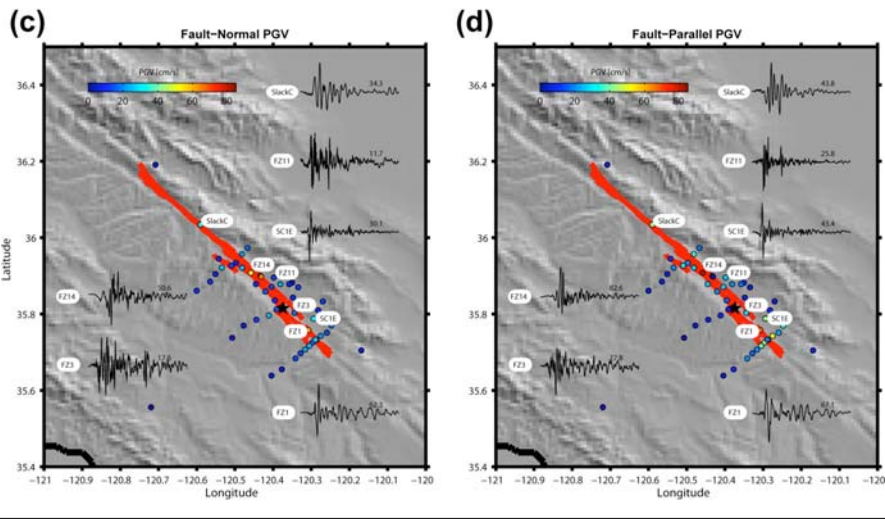 (c)
Fault-Normal PGV
PGV [cm/s]
0 20 40 60 80
SlackC 34.3
FZ11 11.7
SC1E 30.1
SlackC
FZ14
FZ11
FZ14
FZ3
SC1E
FZ1
FZ3
FZ1
36.4
36.2
36
35.8
35.6
35.4
Latitude
-121 -120.9 -120.8 -120.7 -120.6 -120.5 -120.4 -120.3 -120.2 -120.1 -120
Longitude
(d)
Fault-Parallel PGV
PGV [cm/s]
0 20 40 60 80
SlackC 43.8
FZ11 25.8
SC1E 43.4
SlackC
FZ14
FZ11
FZ14 82.6
FZ3
SC1E
FZ3
FZ1
36.4
36.2
36
35.8
35.6
35.4
-121 -120.9 -120.8 -120.7 -120.6 -120.5 -120.4 -120.3 -120.2 -120.1 -120
Longitude